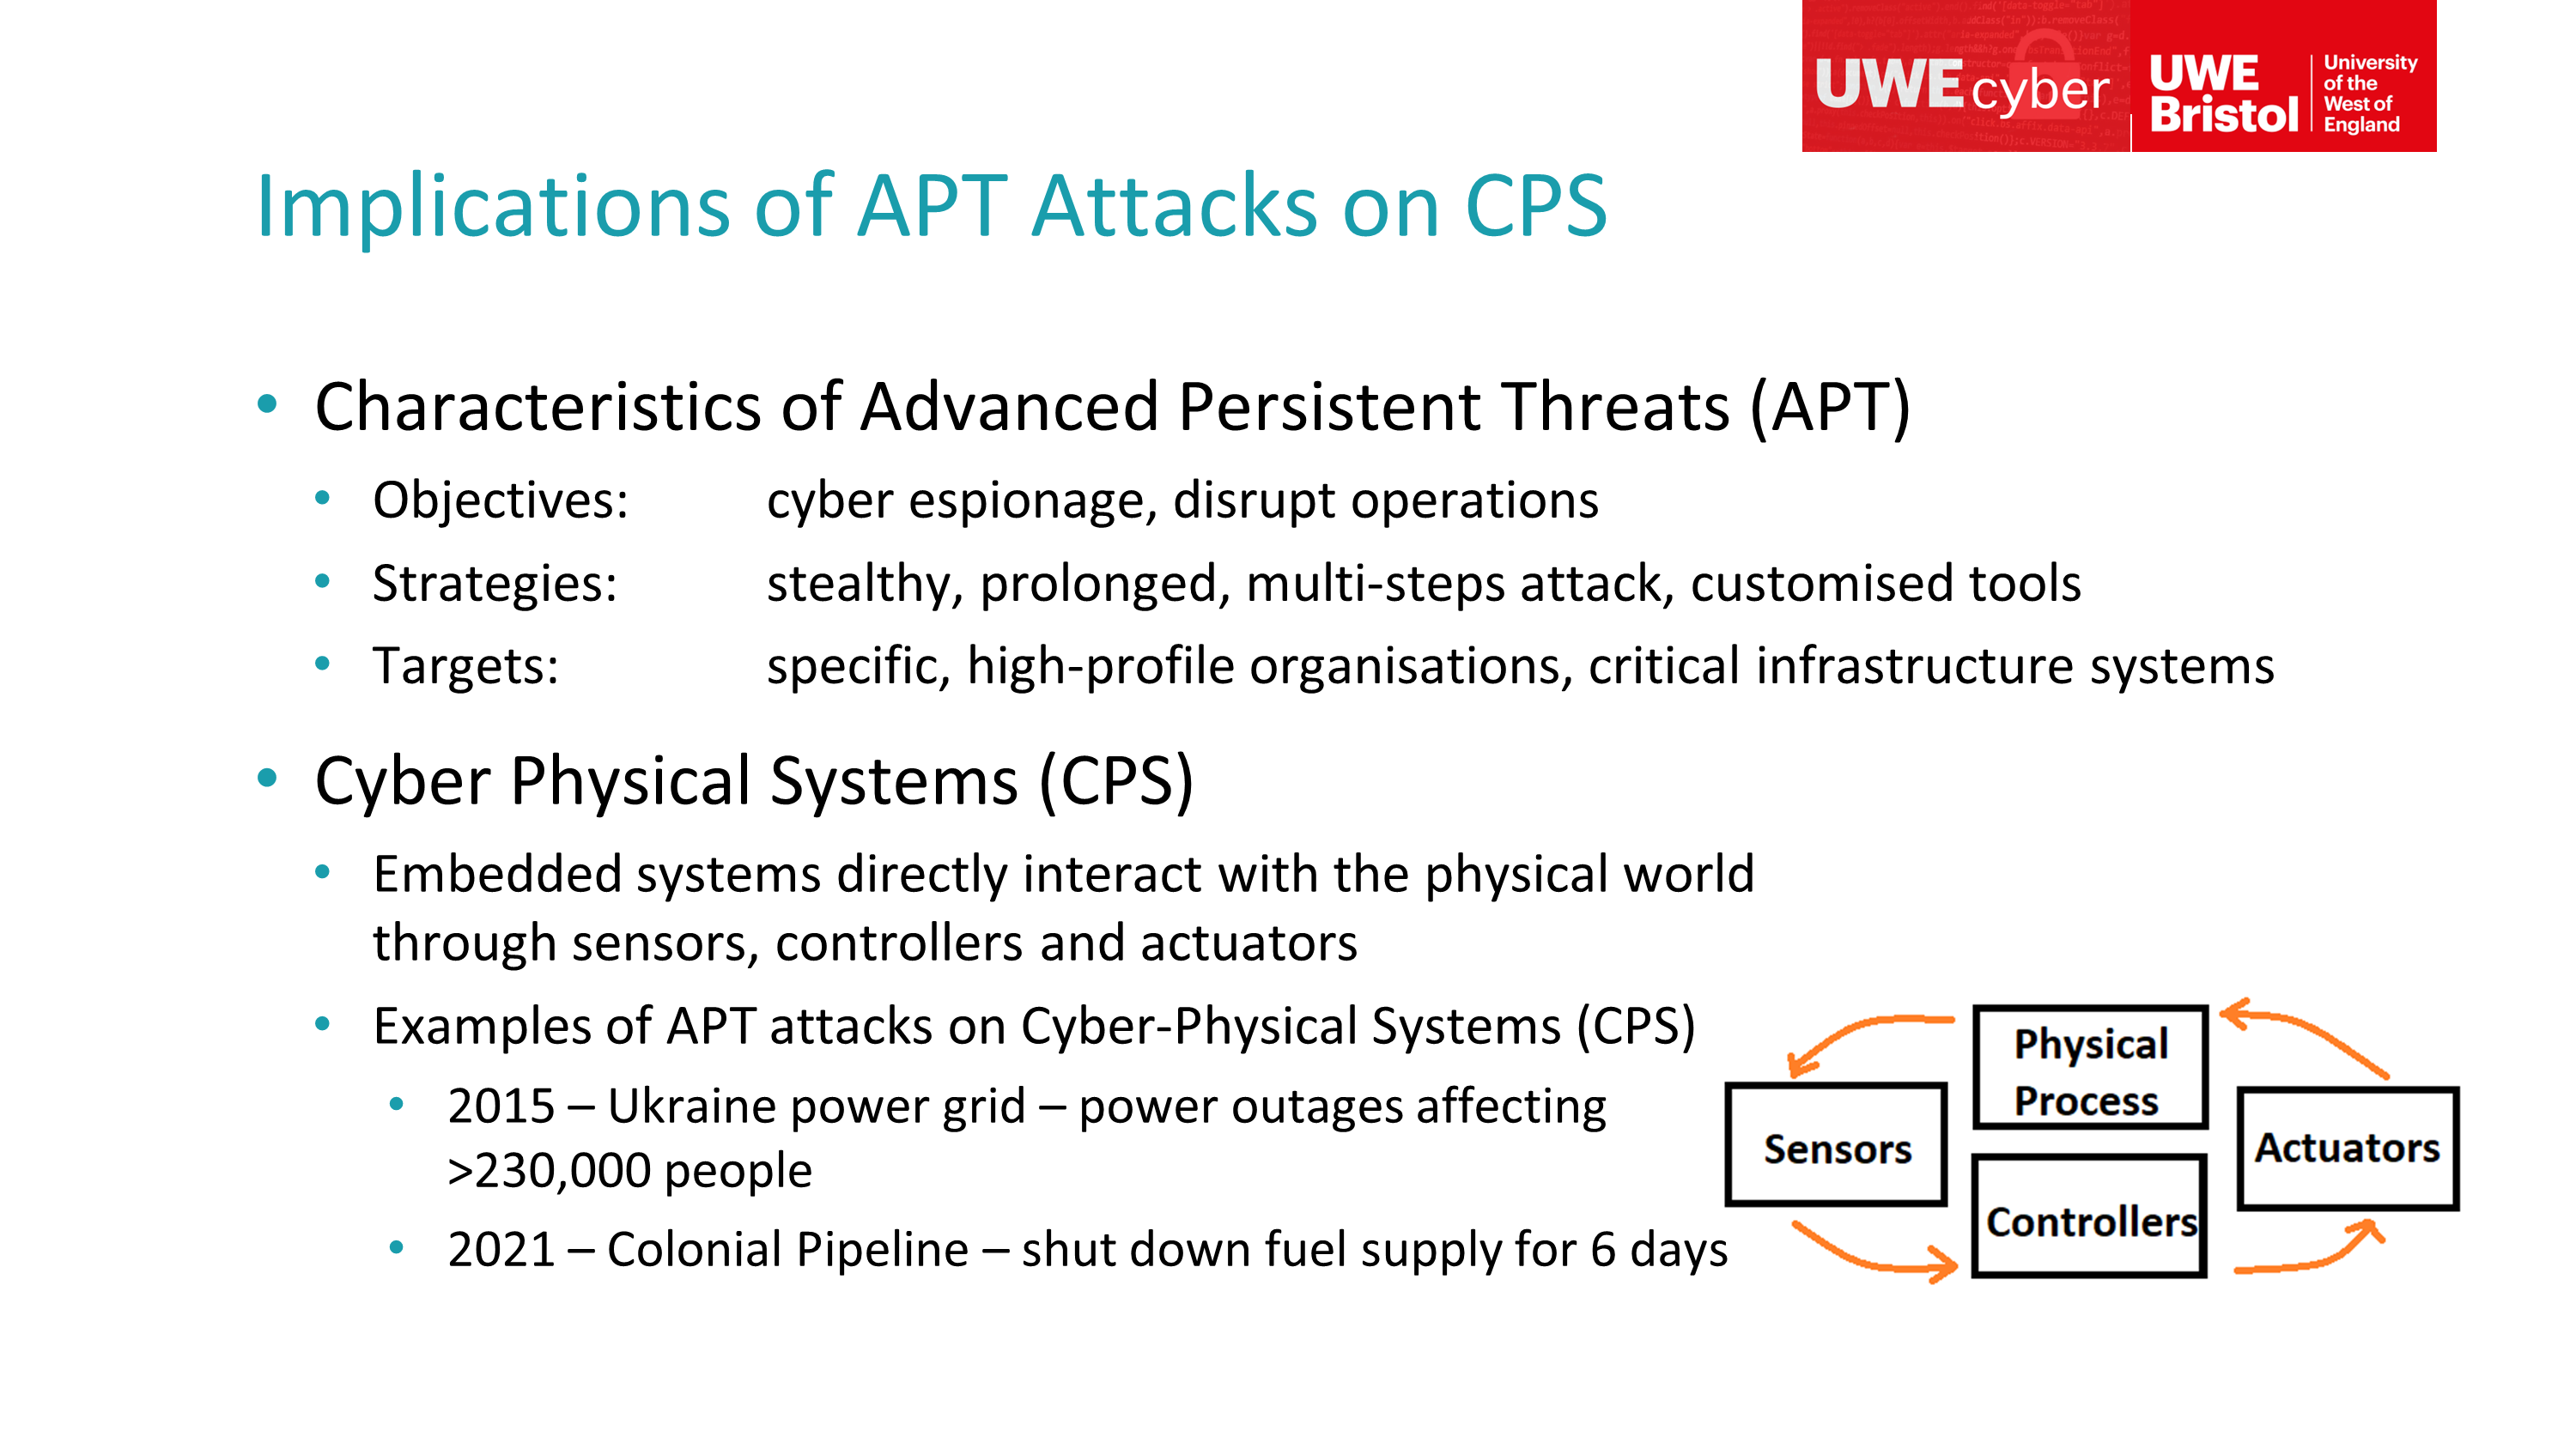 UWE cyber
UWE
Bristol
University
of the
West of
England
Implications of APT Attacks on CPS
• Characteristics of Advanced Persistent Threats (APT)
• Objectives: cyber espionage, disrupt operations
• Strategies: stealthy, prolonged, multi-steps attack, customised tools
• Targets: specific, high-profile organisations, critical infrastructure systems
• Cyber Physical Systems (CPS)
• Embedded systems directly interact with the physical world
through sensors, controllers and actuators
• Examples of APT attacks on Cyber-Physical Systems (CPS)
• 2015 – Ukraine power grid – power outages affecting
>230,000 people
• 2021 – Colonial Pipeline – shut down fuel supply for 6 days
Physical
Process
Sensors
Actuators
Controllers